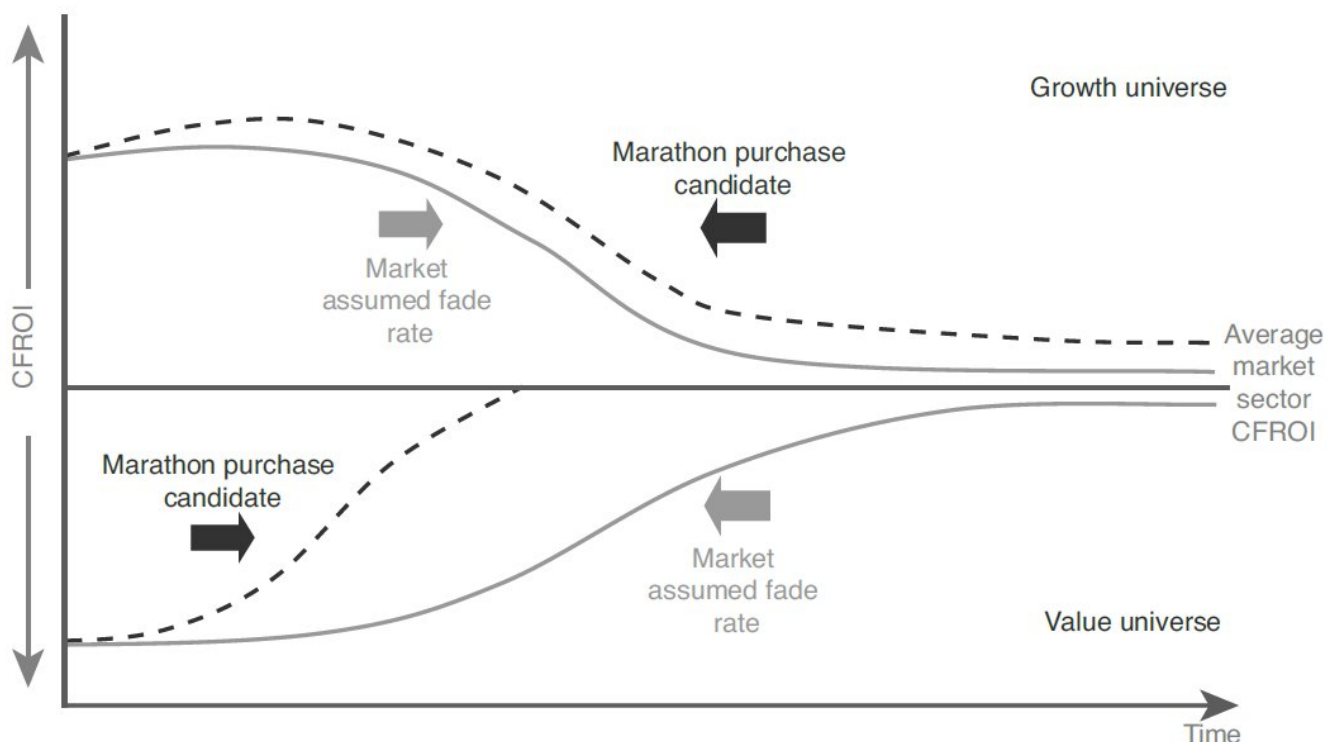 Growth universe
Marathon purchase
candidate
Market
assumed fade
rate
CFROI
Average
market
sector
CFROI
Marathon purchase
candidate
Market
assumed fade
rate
Value universe
Time